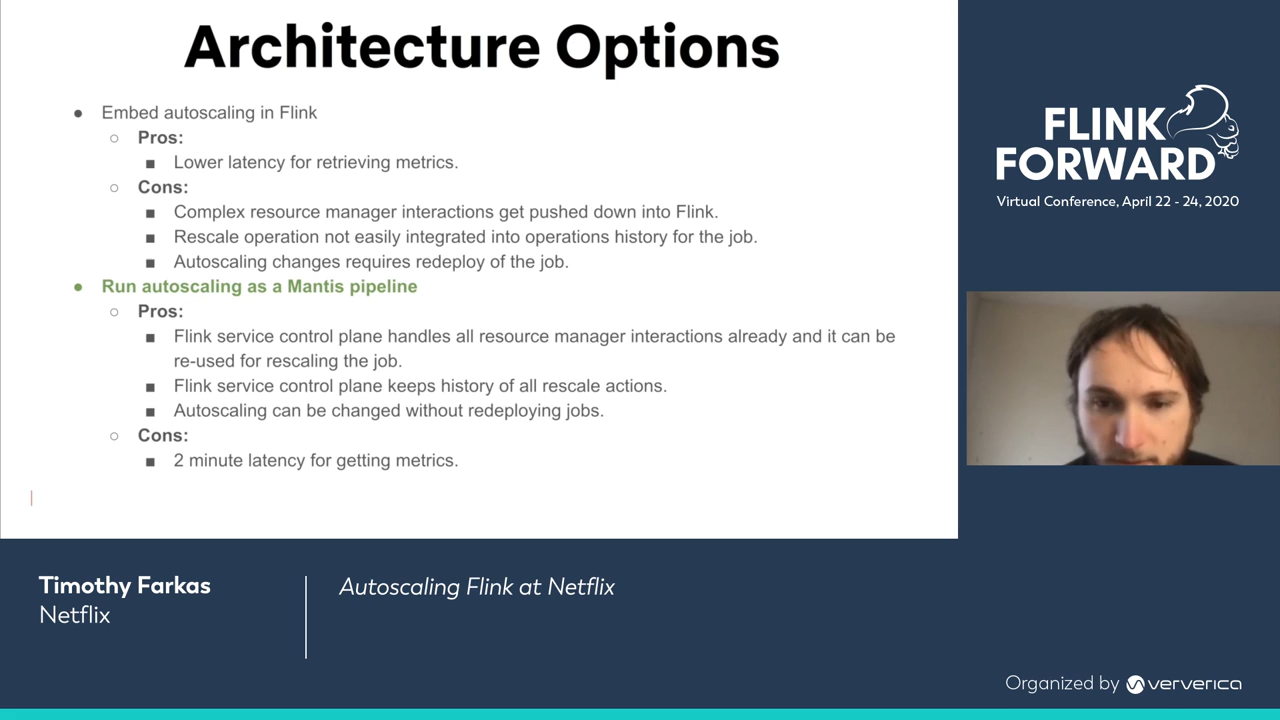 Architecture Options
● Embed autoscaling in Flink
○ Pros:
■ Lower latency for retrieving metrics.
○ Cons:
■ Complex resource manager interactions get pushed down into Flink.
■ Rescale operation not easily integrated into operations history for the job.
■ Autoscaling changes requires redeploy of the job.
● Run autoscaling as a Mantis pipeline
○ Pros:
■ Flink service control plane handles all resource manager interactions already and it can be
re-used for rescaling the job.
■ Flink service control plane keeps history of all rescale actions.
■ Autoscaling can be changed without redeploying jobs.
○ Cons:
■ 2 minute latency for getting metrics.
FLINK
FORWARD
Virtual Conference, April 22 - 24, 2020
Timothy Farkas
Netflix
Autoscaling Flink at Netflix
Organized by ververica